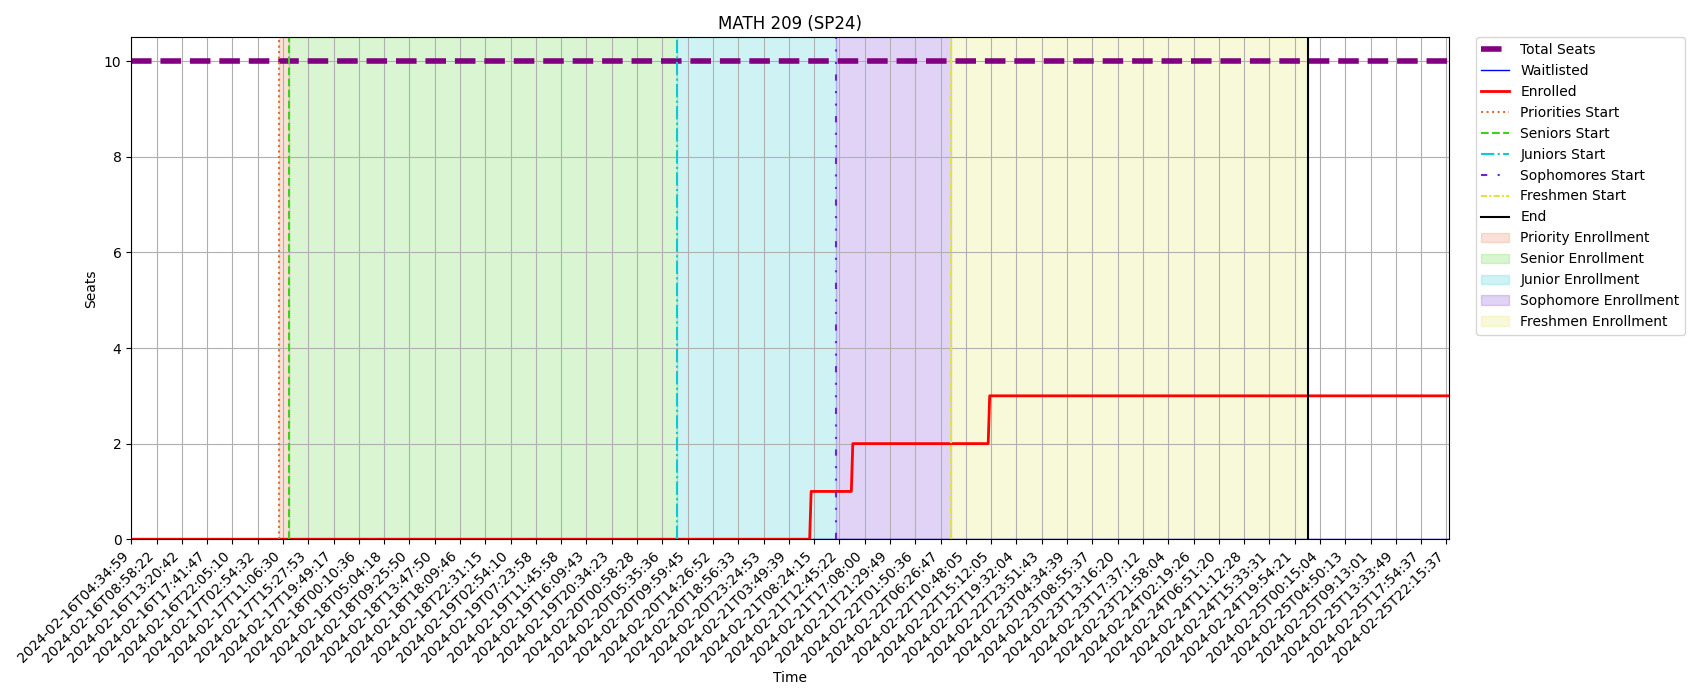 MATH 209 (SP24)
Seats
10
8
6
4
2
0
2024-02-16T04:34:59
2024-02-16T08:58:22
2024-02-16T13:20:42
2024-02-16T17:41:47
2024-02-16T22:05:10
2024-02-17T02:54:32
2024-02-17T11:06:30
2024-02-17T15:27:53
2024-02-17T19:49:17
2024-02-18T00:10:36
2024-02-18T05:04:18
2024-02-18T09:25:50
2024-02-18T13:47:50
2024-02-18T18:09:46
2024-02-18T22:31:15
2024-02-19T02:54:10
2024-02-19T07:23:58
2024-02-19T11:45:58
2024-02-19T16:09:43
2024-02-19T20:34:23
2024-02-20T00:58:28
2024-02-20T05:35:36
2024-02-20T09:59:45
2024-02-20T14:26:52
2024-02-20T18:56:33
2024-02-20T23:24:53
2024-02-21T03:49:39
2024-02-21T08:24:15
2024-02-21T12:45:22
2024-02-21T17:08:00
2024-02-21T21:29:49
2024-02-22T01:50:36
2024-02-22T06:26:47
2024-02-22T10:48:05
2024-02-22T15:12:05
2024-02-22T19:32:04
2024-02-22T23:51:43
2024-02-23T04:34:39
2024-02-23T08:55:37
2024-02-23T13:16:20
2024-02-23T17:37:12
2024-02-23T21:58:04
2024-02-24T02:19:26
2024-02-24T06:51:20
2024-02-24T11:12:28
2024-02-24T15:33:31
2024-02-24T19:54:21
2024-02-25T00:15:04
2024-02-25T04:50:13
2024-02-25T09:13:01
2024-02-25T13:33:49
2024-02-25T17:54:37
2024-02-25T22:15:37
Time
Total Seats
Waitlisted
Enrolled
Priorities Start
Seniors Start
Juniors Start
Sophomores Start
Freshmen Start
End
Priority Enrollment
Senior Enrollment
Junior Enrollment
Sophomore Enrollment
Freshmen Enrollment